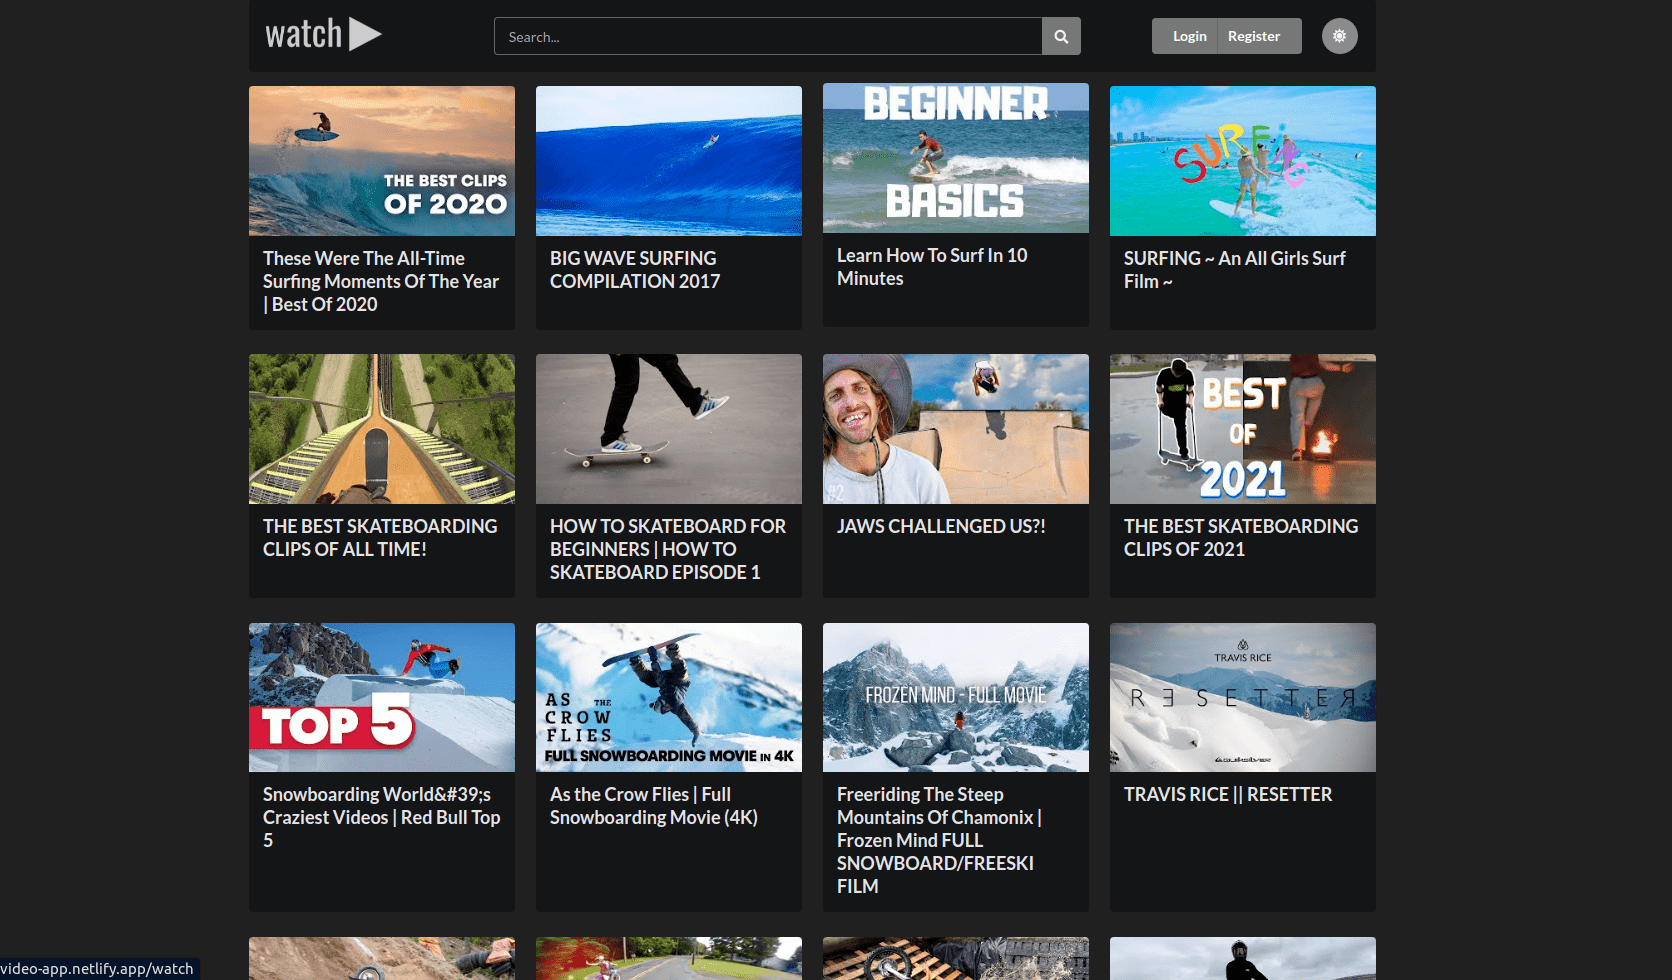 watch
Search...
Login
Register
THE BEST CLIPS
OF 2020
BEGINNER
BASICS
SURFING
These Were The All-Time
Surfing Moments Of The Year
| Best Of 2020
BIG WAVE SURFING
COMPILATION 2017
Learn How To Surf In 10
Minutes
SURFING ~ An All Girls Surf
Film ~
#2
BEST
OF
2021
THE BEST SKATEBOARDING
CLIPS OF ALL TIME!
HOW TO SKATEBOARD FOR
BEGINNERS | HOW TO
SKATEBOARD EPISODE 1
JAWS CHALLENGED US?!
THE BEST SKATEBOARDING
CLIPS OF 2021
TOP 5
AS THE
CROW
FLIES
FULL SNOWBOARDING MOVIE IN 4K
FROZEN MIND - FULL MOVIE
TRAVIS RICE
RESETTER
Quiksilver
Snowboarding World&#39;s
Craziest Videos | Red Bull Top
5
As the Crow Flies | Full
Snowboarding Movie (4K)
Freeriding The Steep
Mountains Of Chamonix |
Frozen Mind FULL
SNOWBOARD/FREESKI
FILM
TRAVIS RICE || RESETTER
video-app.netlify.app/watch